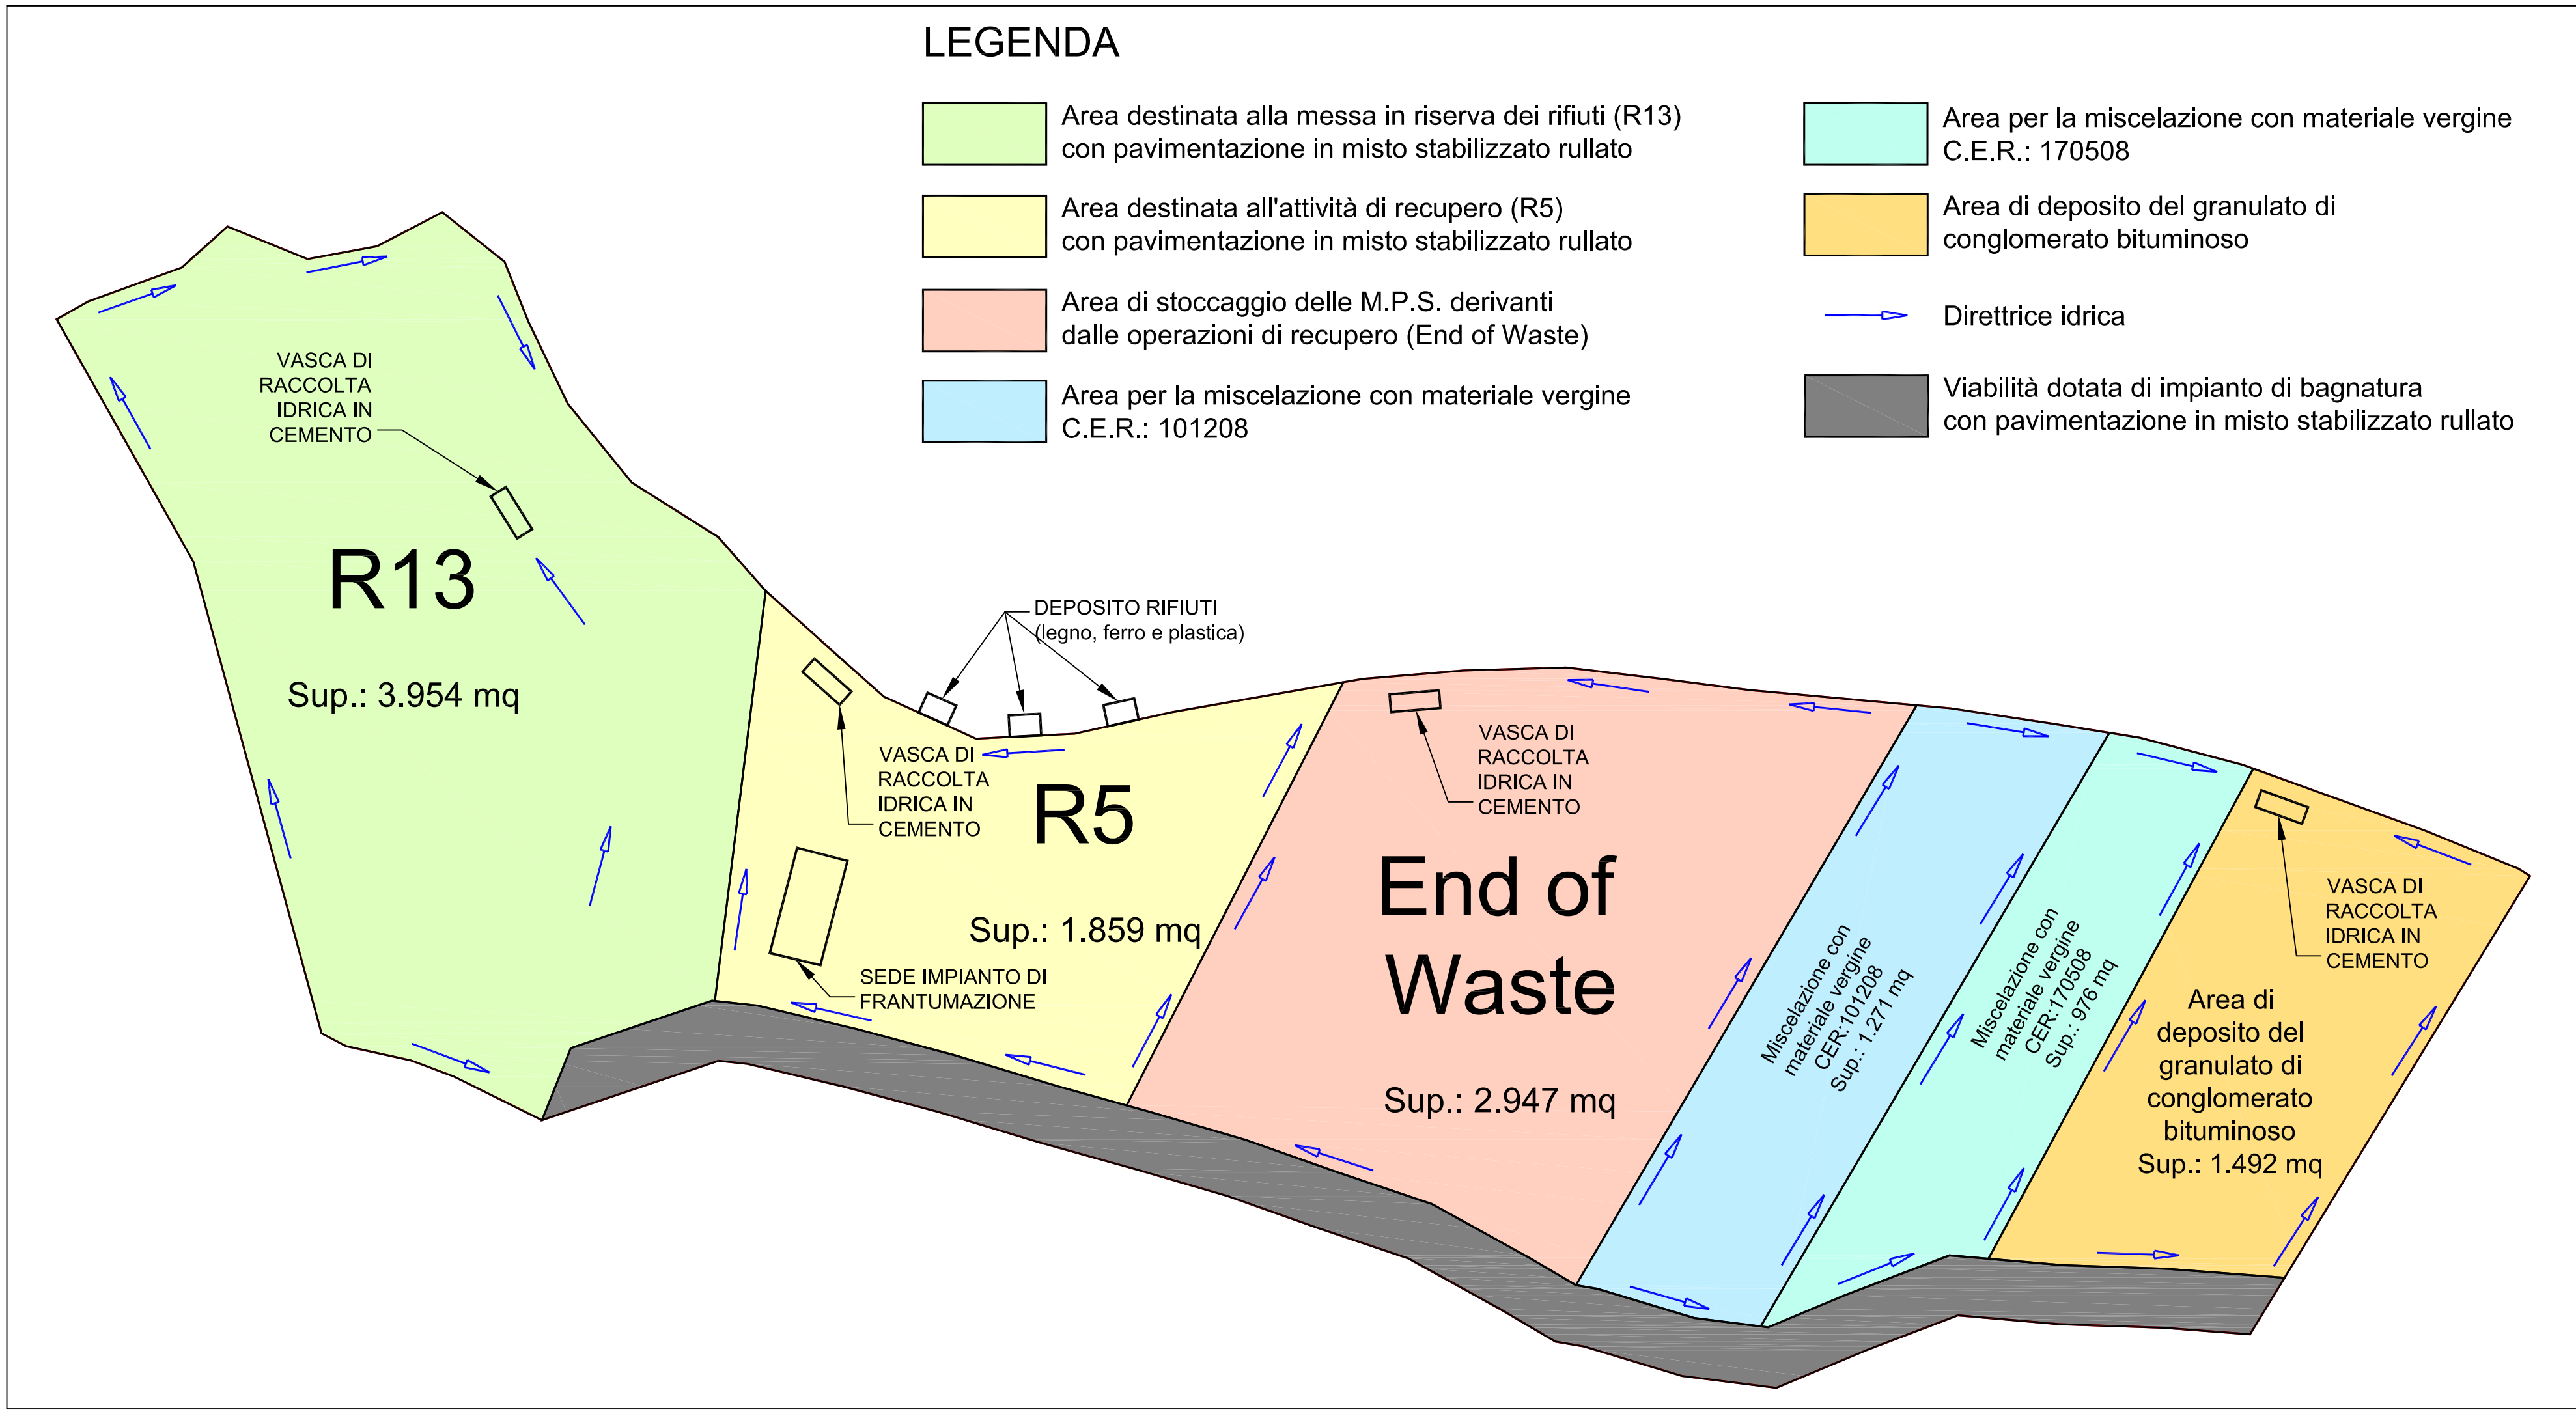 LEGENDA
Area destinata alla messa in riserva dei rifiuti (R13)
con pavimentazione in misto stabilizzato rullato
Area destinata all'attività di recupero (R5)
con pavimentazione in misto stabilizzato rullato
Area di stoccaggio delle M.P.S. derivanti
dalle operazioni di recupero (End of Waste)
Area per la miscelazione con materiale vergine
C.E.R.: 101208
Area per la miscelazione con materiale vergine
C.E.R.: 170508
Area di deposito del granulato di
conglomerato bituminoso
Direttrice idrica
Viabilità dotata di impianto di bagnatura
con pavimentazione in misto stabilizzato rullato
VASCA DI
RACCOLTA
IDRICA IN
CEMENTO
R13
Sup.: 3.954 mq
DEPOSITO RIFIUTI
(legno, ferro e plastica)
VASCA DI
RACCOLTA
IDRICA IN
CEMENTO
R5
Sup.: 1.859 mq
SEDE IMPIANTO DI
FRANTUMAZIONE
VASCA DI
RACCOLTA
IDRICA IN
CEMENTO
End of
Waste
Sup.: 2.947 mq
Miscelazione con
materiale vergine
CER:101208
Sup.: 1.271 mq
Miscelazione con
materiale vergine
CER:170508
Sup.: 976 mq
VASCA DI
RACCOLTA
IDRICA IN
CEMENTO
Area di
deposito del
granulato di
conglomerato
bituminoso
Sup.: 1.492 mq